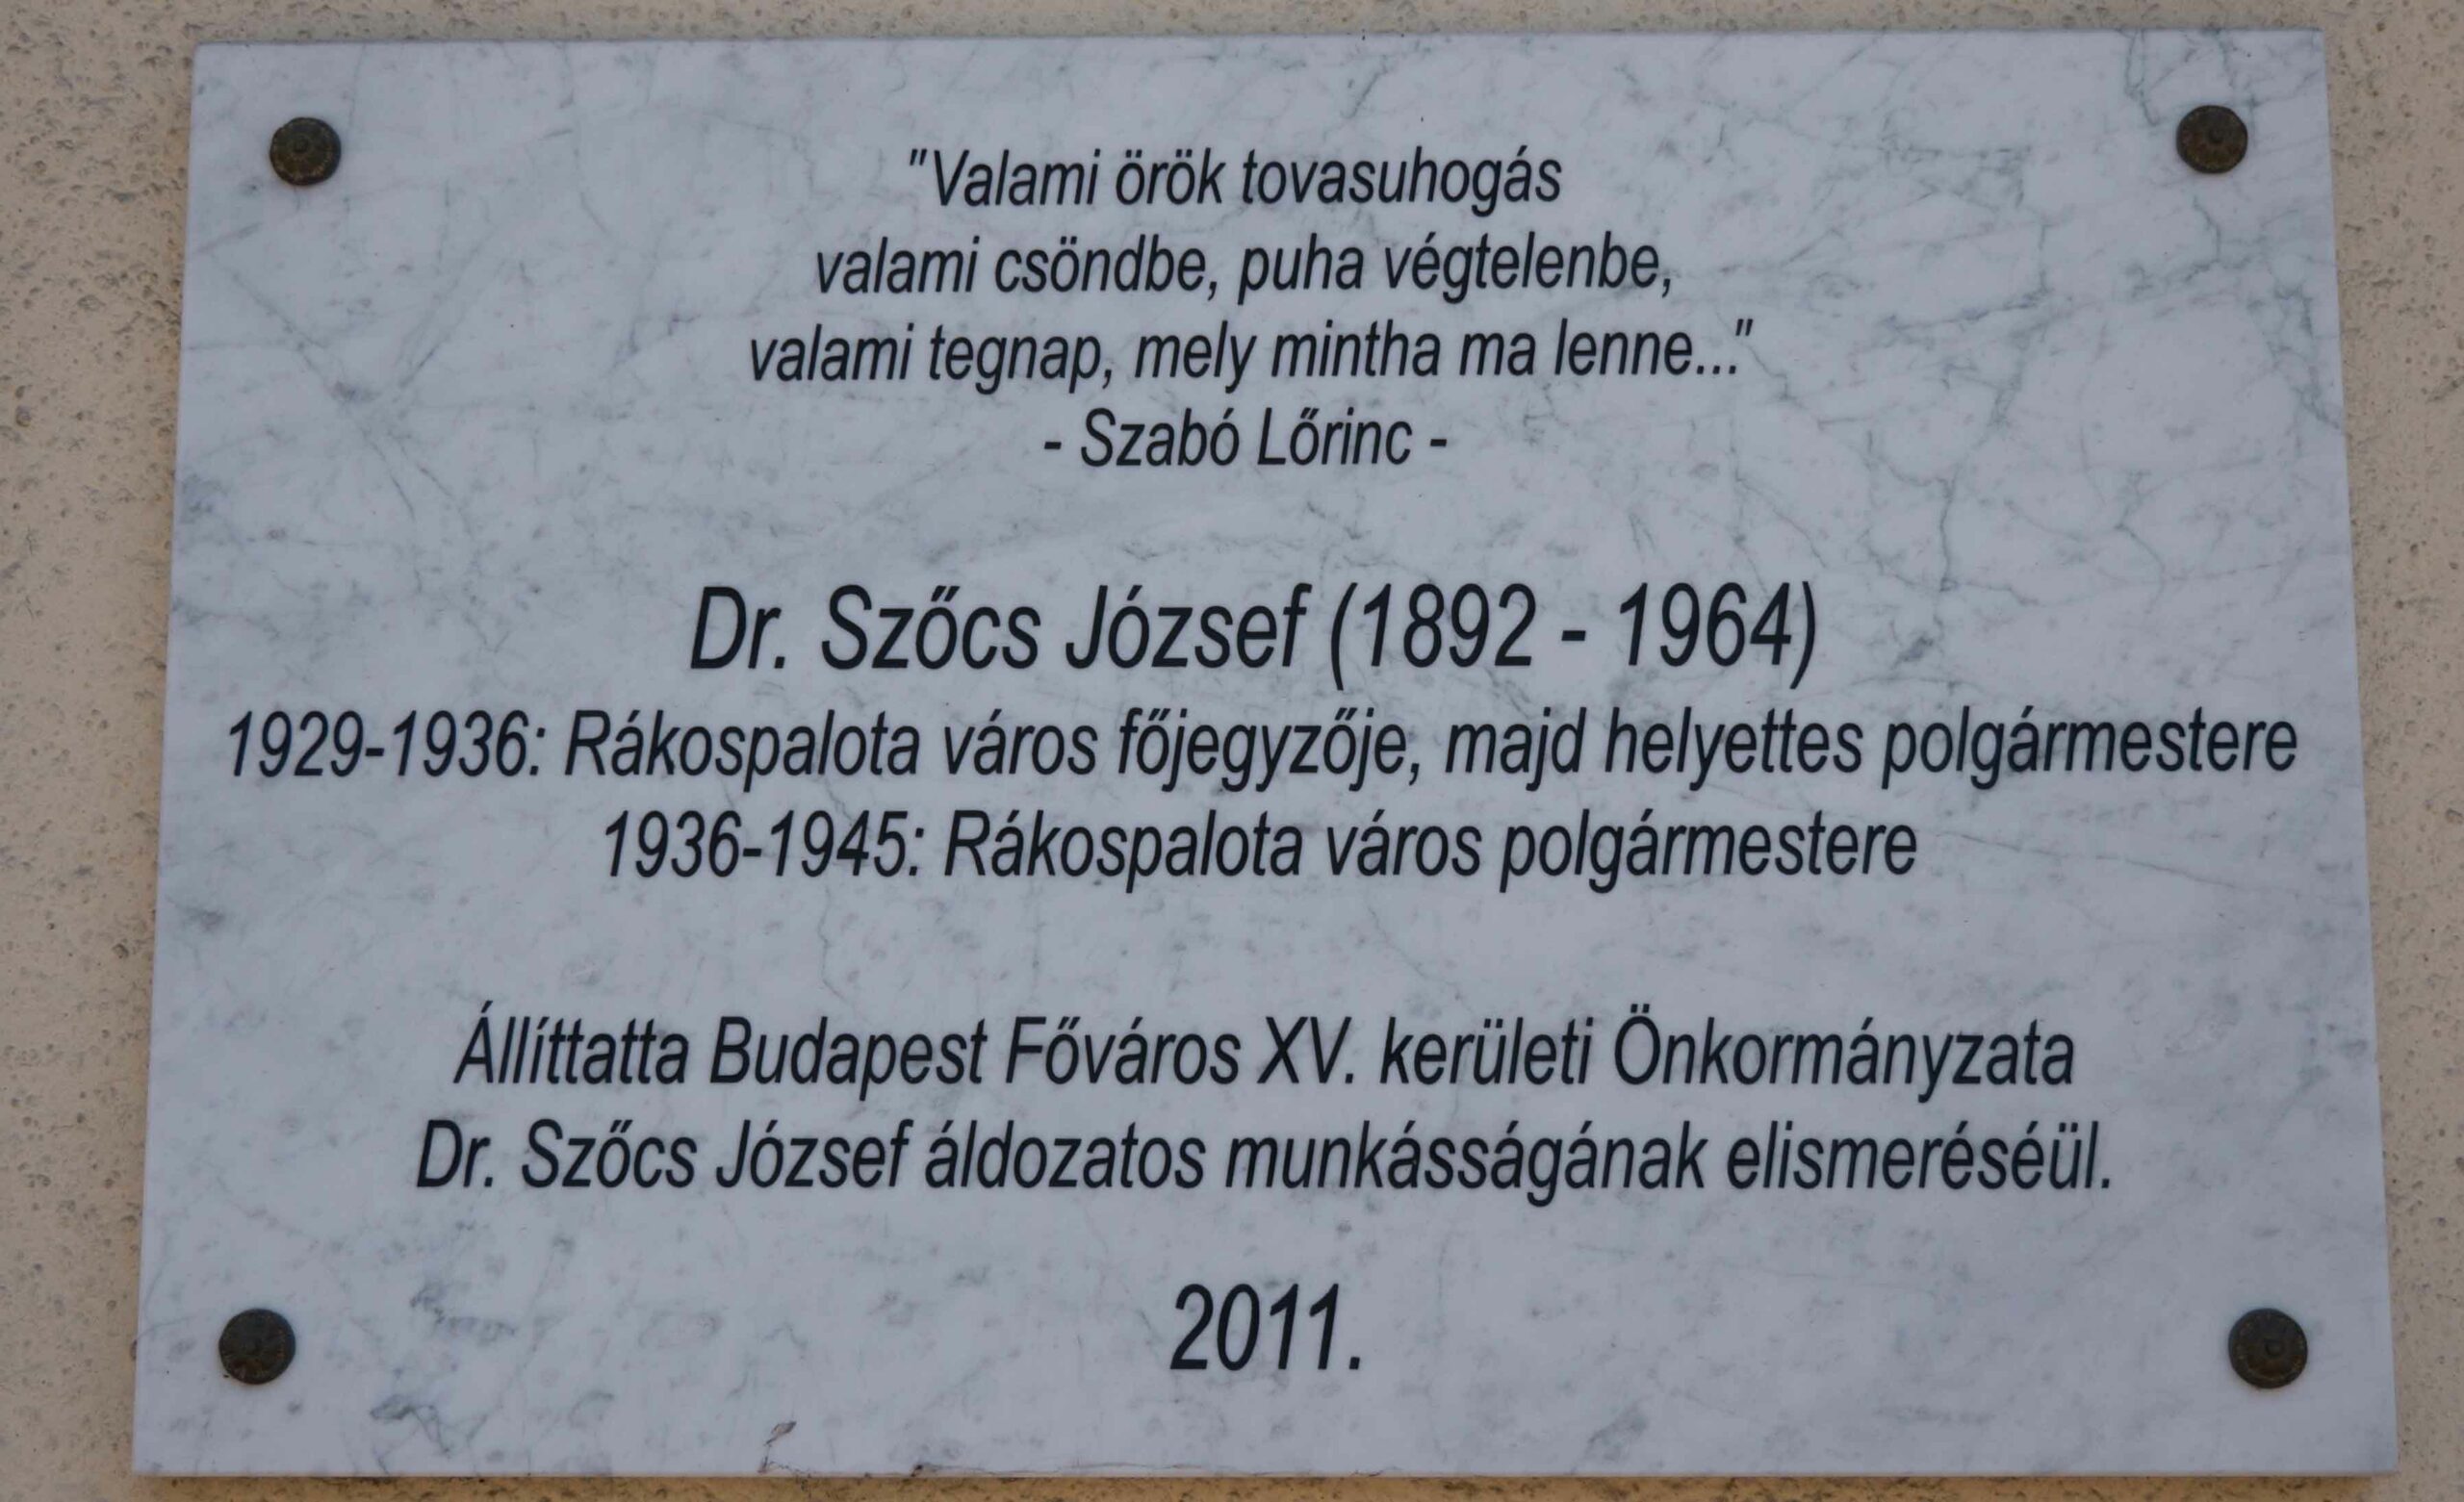 "Valami örök tovasuhogás
valami csöndbe, puha végtelenbe,
valami tegnap, mely mintha ma lenne..."
- Szabó Lőrinc -
Dr. Szőcs József (1892 - 1964)
1929-1936: Rákospalota város főjegyzője, majd helyettes polgármestere
1936-1945: Rákospalota város polgármestere
Állíttatta Budapest Főváros XV. kerületi Önkormányzata
Dr. Szőcs József áldozatos munkásságának elismeréséül.
2011.